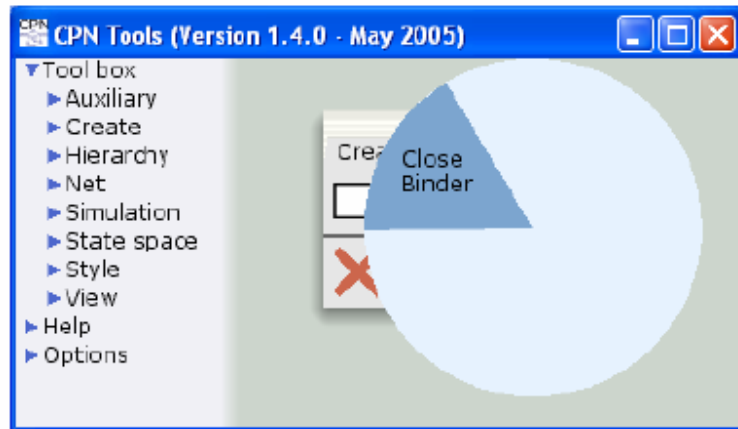 CPN Tools (Version 1.4.0 - May 2005)
Tool box
Auxiliary
Create
Hierarchy
Net
Simulation
State space
Style
View
Help
Options
Close
Binder